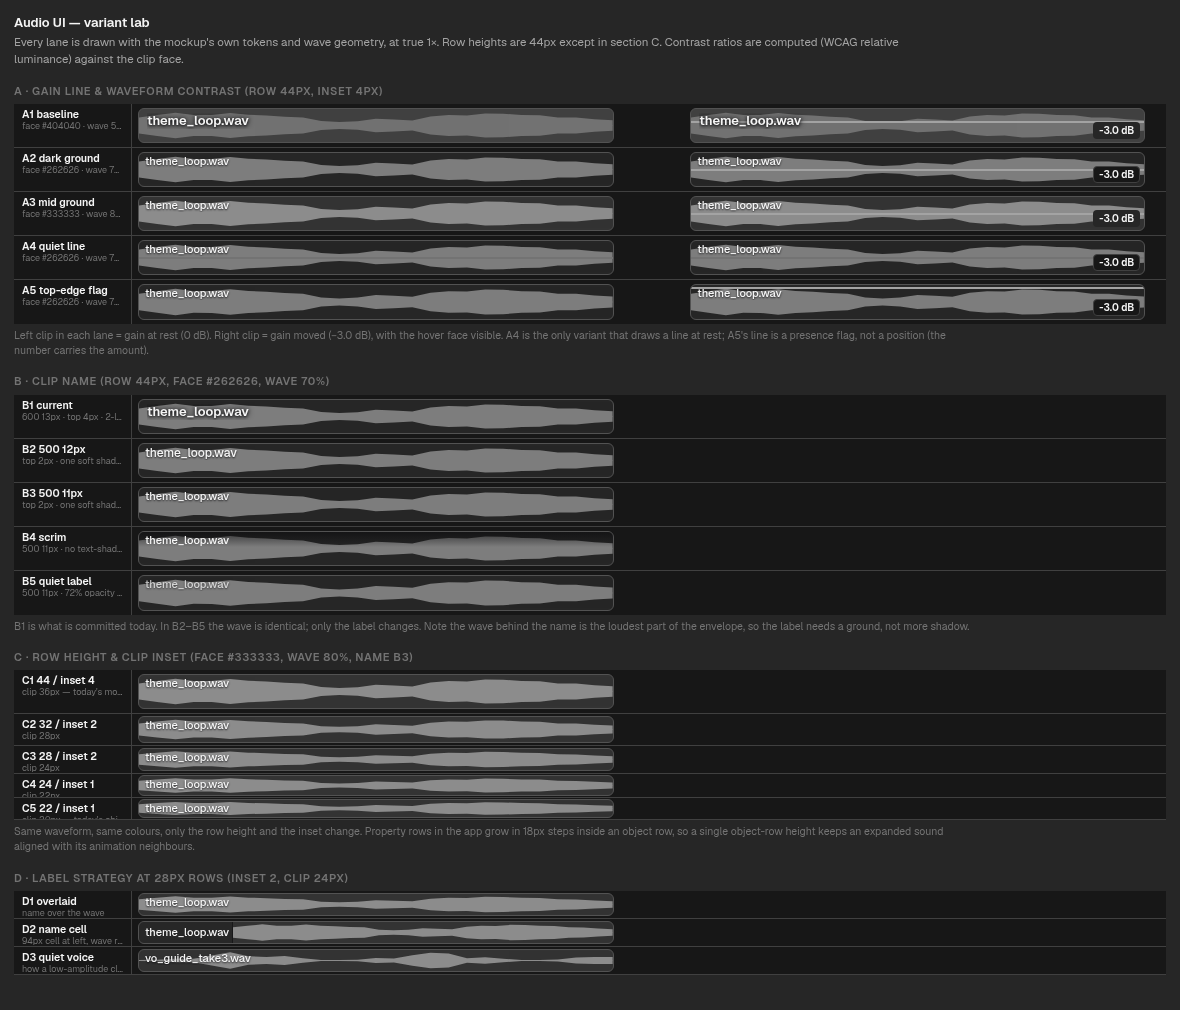 Audio UI — variant lab
Every lane is drawn with the mockup's own tokens and wave geometry, at true 1×. Row heights are 44px except in section C. Contrast ratios are computed (WCAG relative
luminance) against the clip face.
A · GAIN LINE & WAVEFORM CONTRAST (ROW 44PX, INSET 4PX)
A1 baseline
face #404040 · wave 5…
theme_loop.wav
theme_loop.wav
-3.0 dB
A2 dark ground
face #262626 · wave 7…
theme_loop.wav
theme_loop.wav
-3.0 dB
A3 mid ground
face #333333 · wave 8…
theme_loop.wav
theme_loop.wav
-3.0 dB
A4 quiet line
face #262626 · wave 7…
theme_loop.wav
theme_loop.wav
-3.0 dB
A5 top-edge flag
face #262626 · wave 7…
theme_loop.wav
theme_loop.wav
-3.0 dB
Left clip in each lane = gain at rest (0 dB). Right clip = gain moved (−3.0 dB), with the hover face visible. A4 is the only variant that draws a line at rest; A5's line is a presence flag, not a position (the
number carries the amount).
B · CLIP NAME (ROW 44PX, FACE #262626, WAVE 70%)
B1 current
600 13px · top 4px · 2-l…
theme_loop.wav
B2 500 12px
top 2px · one soft shad…
theme_loop.wav
B3 500 11px
top 2px · one soft shad…
theme_loop.wav
B4 scrim
500 11px · no text-shad…
theme_loop.wav
B5 quiet label
500 11px · 72% opacity …
theme_loop.wav
B1 is what is committed today. In B2–B5 the wave is identical; only the label changes. Note the wave behind the name is the loudest part of the envelope, so the label needs a ground, not more shadow.
C · ROW HEIGHT & CLIP INSET (FACE #333333, WAVE 80%, NAME B3)
C1 44 / inset 4
clip 36px — today's mo…
theme_loop.wav
C2 32 / inset 2
clip 28px
theme_loop.wav
C3 28 / inset 2
clip 24px
theme_loop.wav
C4 24 / inset 1
clip 22px
theme_loop.wav
C5 22 / inset 1
theme_loop.wav
Same waveform, same colours, only the row height and the inset change. Property rows in the app grow in 18px steps inside an object row, so a single object-row height keeps an expanded sound
aligned with its animation neighbours.
D · LABEL STRATEGY AT 28PX ROWS (INSET 2, CLIP 24PX)
D1 overlaid
name over the wave
theme_loop.wav
D2 name cell
94px cell at left, wave r…
theme_loop.wav
D3 quiet voice
how a low-amplitude cl…
vo_guide_take3.wav